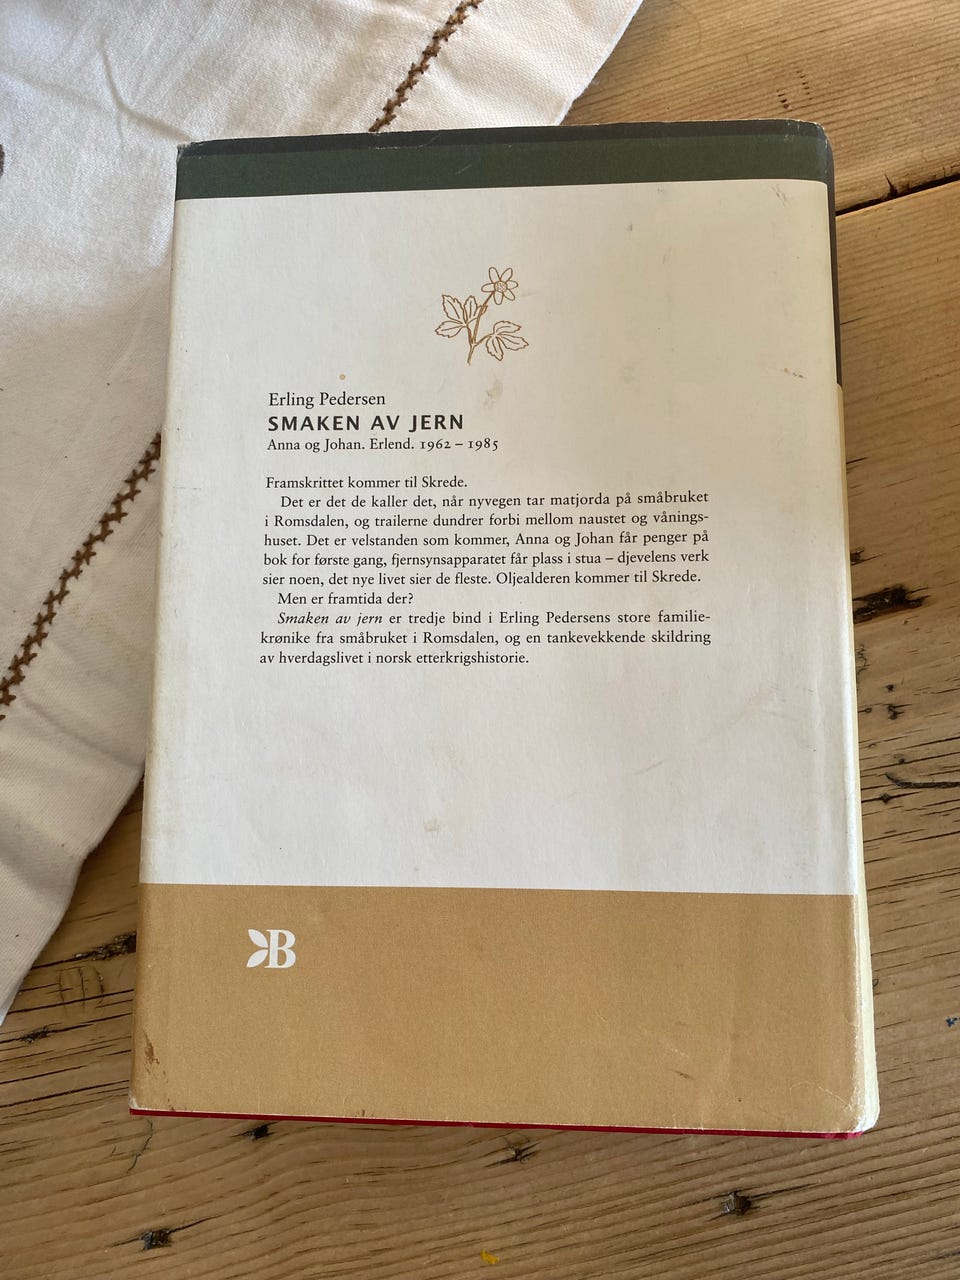 Erling Pedersen
SMAKEN AV JERN
Anna og Johan. Erlend. 1962 – 1985
Framskrittet kommer til Skrede.
Det er det de kaller det, når nyvegen tar matjorda på småbruket
i Romsdalen, og trailerne dundrer forbi mellom naustet og vånings-
huset. Det er velstanden som kommer, Anna og Johan får penger på
bok for første gang, fjernsynsapparatet får plass i stua – djevelens verk
sier noen, det nye livet sier de fleste. Oljealderen kommer til Skrede.
Men er framtida der?
Smaken av jern er tredje bind i Erling Pedersens store familie-
krønike fra småbruket i Romsdalen, og en tankevekkende skildring
av hverdagslivet i norsk etterkrigshistorie.
B